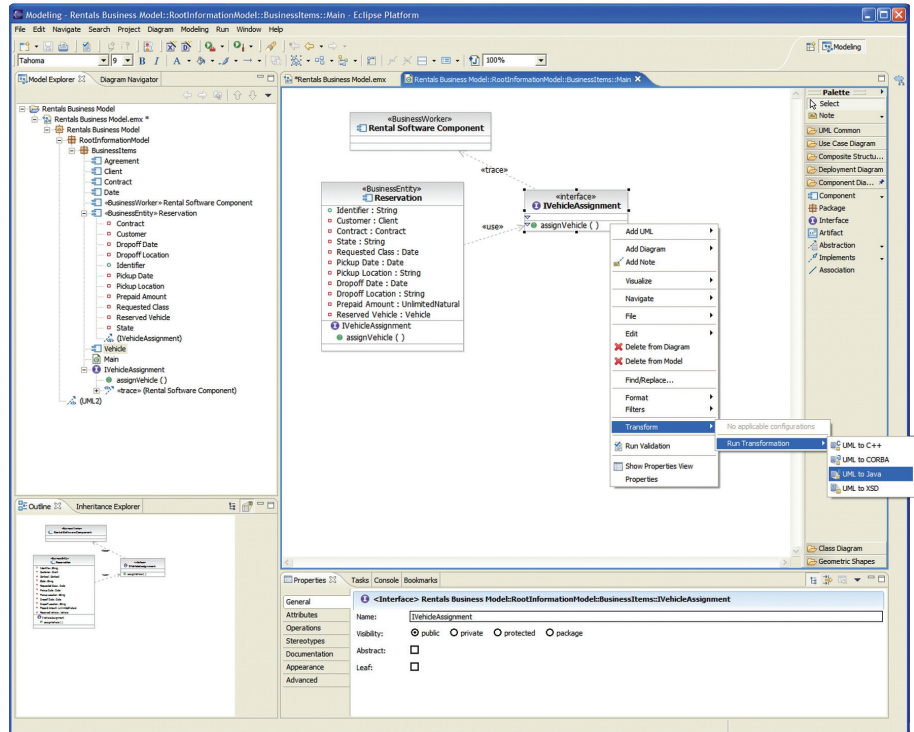 Modeling - Rentals Business Model::RootInformationModel::BusinessItems::Main - Eclipse Platform
File Edit Navigate Search Project Diagram Modeling Run Window Help
Modeling
Tahoma 9 B I A 100%
Model Explorer Diagram Navigator
Rentals Business Model
Rentals Business Model.emx *
Rentals Business Model
RootInformationModel
BusinessItems
Agreement
Client
Contract
Date
«BusinessWorker» Rental Software Component
«BusinessEntity» Reservation
Contract
Customer
Dropoff Date
Dropoff Location
Identifier
Pickup Date
Pickup Location
Prepaid Amount
Requested Class
Reserved Vehicle
State
(IVehicleAssignment)
Vehicle
Main
IVehicleAssignment
assignVehicle ( )
«trace» (Rental Software Component)
(UML2)
Outline Inheritance Explorer
*Rentals Business Model.emx Rentals Business Model::RootInformationModel::BusinessItems::Main
«BusinessWorker»
Rental Software Component
«trace»
«BusinessEntity»
Reservation
Identifier : String
Customer : Client
Contract : Contract
State : String
Requested Class : Date
Pickup Date : Date
Pickup Location : String
Dropoff Date : Date
Dropoff Location : String
Prepaid Amount : UnlimitedNatural
Reserved Vehicle : Vehicle
IVehicleAssignment
assignVehicle ( )
«use»
«interface»
IVehicleAssignment
assignVehicle ( )
Add UML
Add Diagram
Add Note
Visualize
Navigate
File
Edit
Delete from Diagram
Delete from Model
Find/Replace...
Format
Filters
Transform
Run Validation
Show Properties View
Properties
No applicable configurations
Run Transformation
UML to C++
UML to CORBA
UML to Java
UML to XSD
Palette
Select
Note
UML Common
Use Case Diagram
Composite Structu...
Deployment Diagram
Component Dia...
Component
Package
Interface
Artifact
Abstraction
Implements
Association
Class Diagram
Geometric Shapes
Properties Tasks Console Bookmarks
General
Attributes
Operations
Stereotypes
Documentation
Appearance
Advanced
<Interface> Rentals Business Model::RootInformationModel::BusinessItems::IVehicleAssignment
Name: IVehicleAssignment
Visibility: public private protected package
Abstract:
Leaf: